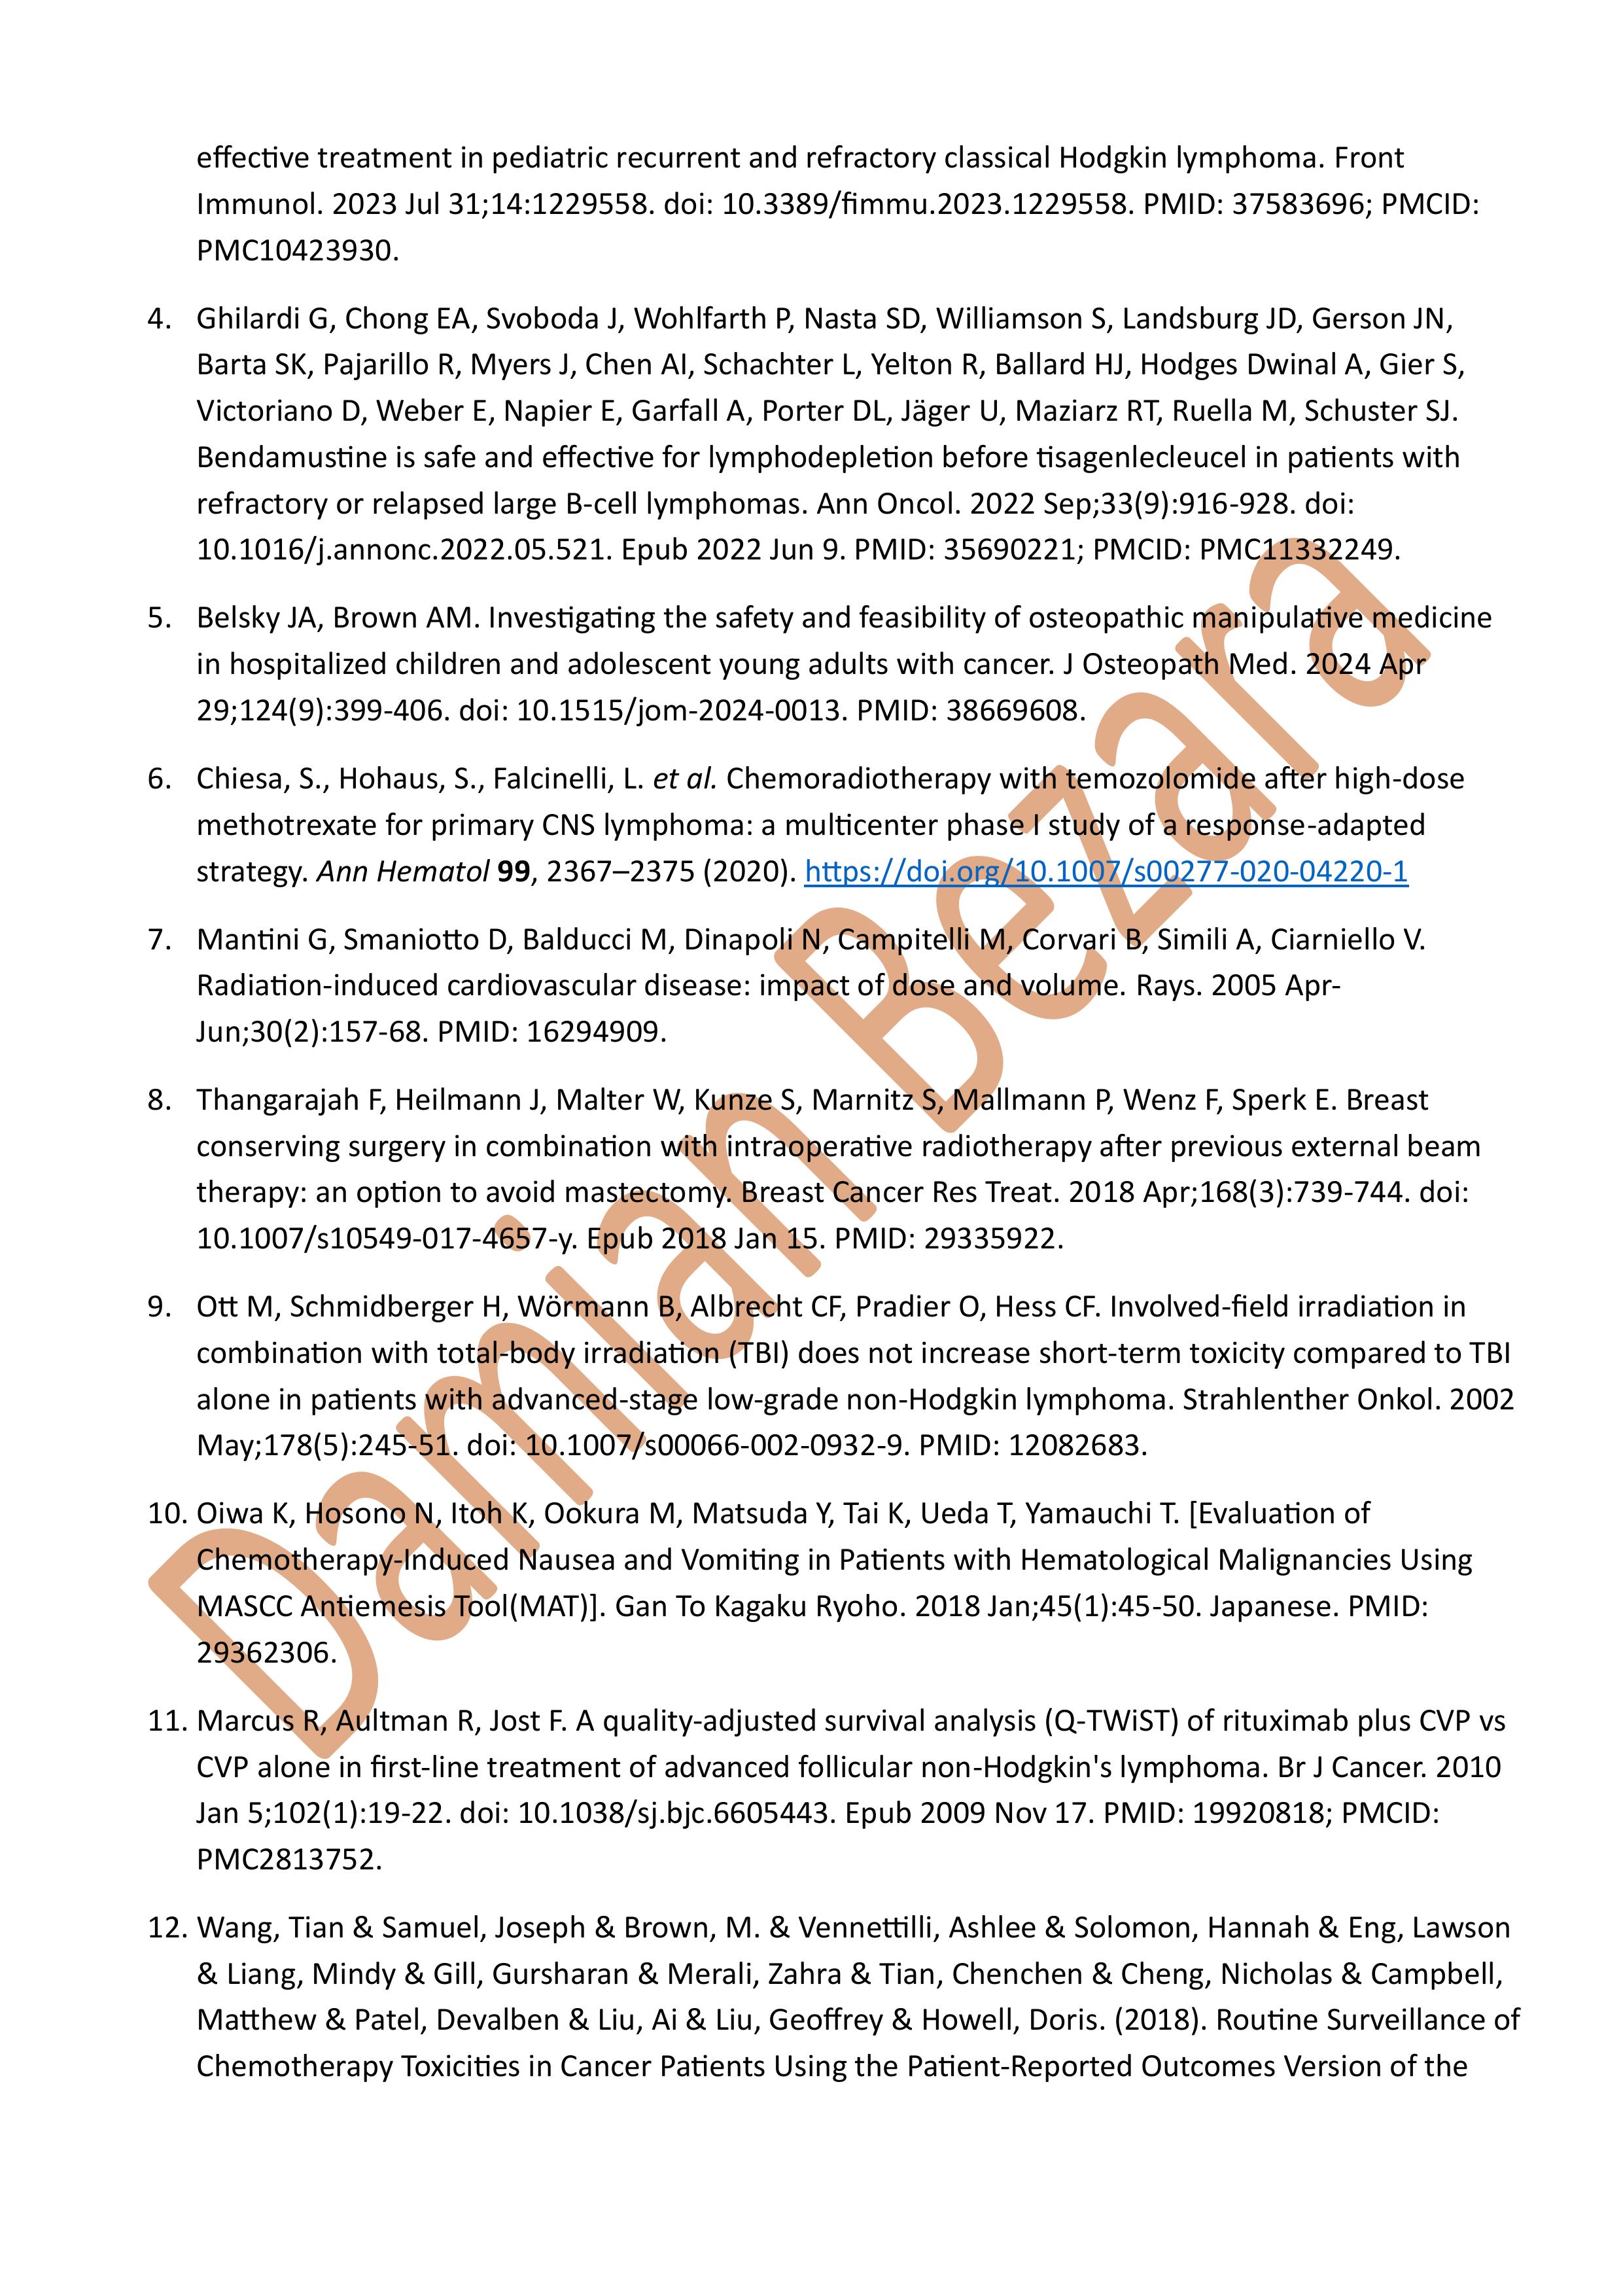 effective treatment in pediatric recurrent and refractory classical Hodgkin lymphoma. Front
Immunol. 2023 Jul 31;14:1229558. doi: 10.3389/fimmu.2023.1229558. PMID: 37583696; PMCID:
PMC10423930.
4. Ghilardi G, Chong EA, Svoboda J, Wohlfarth P, Nasta SD, Williamson S, Landsburg JD, Gerson JN,
Barta SK, Pajarillo R, Myers J, Chen AI, Schachter L, Yelton R, Ballard HJ, Hodges Dwinal A, Gier S,
Victoriano D, Weber E, Napier E, Garfall A, Porter DL, Jäger U, Maziarz RT, Ruella M, Schuster SJ.
Bendamustine is safe and effective for lymphodepletion before tisagenlecleucel in patients with
refractory or relapsed large B-cell lymphomas. Ann Oncol. 2022 Sep;33(9):916-928. doi:
10.1016/j.annonc.2022.05.521. Epub 2022 Jun 9. PMID: 35690221; PMCID: PMC11332249.
5. Belsky JA, Brown AM. Investigating the safety and feasibility of osteopathic manipulative medicine
in hospitalized children and adolescent young adults with cancer. J Osteopath Med. 2024 Apr
29;124(9):399-406. doi: 10.1515/jom-2024-0013. PMID: 38669608.
6. Chiesa, S., Hohaus, S., Falcinelli, L. et al. Chemoradiotherapy with temozolomide after high-dose
methotrexate for primary CNS lymphoma: a multicenter phase I study of a response-adapted
strategy. Ann Hematol 99, 2367–2375 (2020). https://doi.org/10.1007/s00277-020-04220-1
7. Mantini G, Smaniotto D, Balducci M, Dinapoli N, Campitelli M, Corvari B, Simili A, Ciarniello V.
Radiation-induced cardiovascular disease: impact of dose and volume. Rays. 2005 Apr-
Jun;30(2):157-68. PMID: 16294909.
8. Thangarajah F, Heilmann J, Malter W, Kunze S, Marnitz S, Mallmann P, Wenz F, Sperk E. Breast
conserving surgery in combination with intraoperative radiotherapy after previous external beam
therapy: an option to avoid mastectomy. Breast Cancer Res Treat. 2018 Apr;168(3):739-744. doi:
10.1007/s10549-017-4657-y. Epub 2018 Jan 15. PMID: 29335922.
9. Ott M, Schmidberger H, Wörmann B, Albrecht CF, Pradier O, Hess CF. Involved-field irradiation in
combination with total-body irradiation (TBI) does not increase short-term toxicity compared to TBI
alone in patients with advanced-stage low-grade non-Hodgkin lymphoma. Strahlenther Onkol. 2002
May;178(5):245-51. doi: 10.1007/s00066-002-0932-9. PMID: 12082683.
10. Oiwa K, Hosono N, Itoh K, Ookura M, Matsuda Y, Tai K, Ueda T, Yamauchi T. [Evaluation of
Chemotherapy-Induced Nausea and Vomiting in Patients with Hematological Malignancies Using
MASCC Antiemesis Tool(MAT)]. Gan To Kagaku Ryoho. 2018 Jan;45(1):45-50. Japanese. PMID:
29362306.
11. Marcus R, Aultman R, Jost F. A quality-adjusted survival analysis (Q-TWiST) of rituximab plus CVP vs
CVP alone in first-line treatment of advanced follicular non-Hodgkin's lymphoma. Br J Cancer. 2010
Jan 5;102(1):19-22. doi: 10.1038/sj.bjc.6605443. Epub 2009 Nov 17. PMID: 19920818; PMCID:
PMC2813752.
12. Wang, Tian & Samuel, Joseph & Brown, M. & Vennettilli, Ashlee & Solomon, Hannah & Eng, Lawson
& Liang, Mindy & Gill, Gursharan & Merali, Zahra & Tian, Chenchen & Cheng, Nicholas & Campbell,
Matthew & Patel, Devalben & Liu, Ai & Liu, Geoffrey & Howell, Doris. (2018). Routine Surveillance of
Chemotherapy Toxicities in Cancer Patients Using the Patient-Reported Outcomes Version of the
Damian Bezara